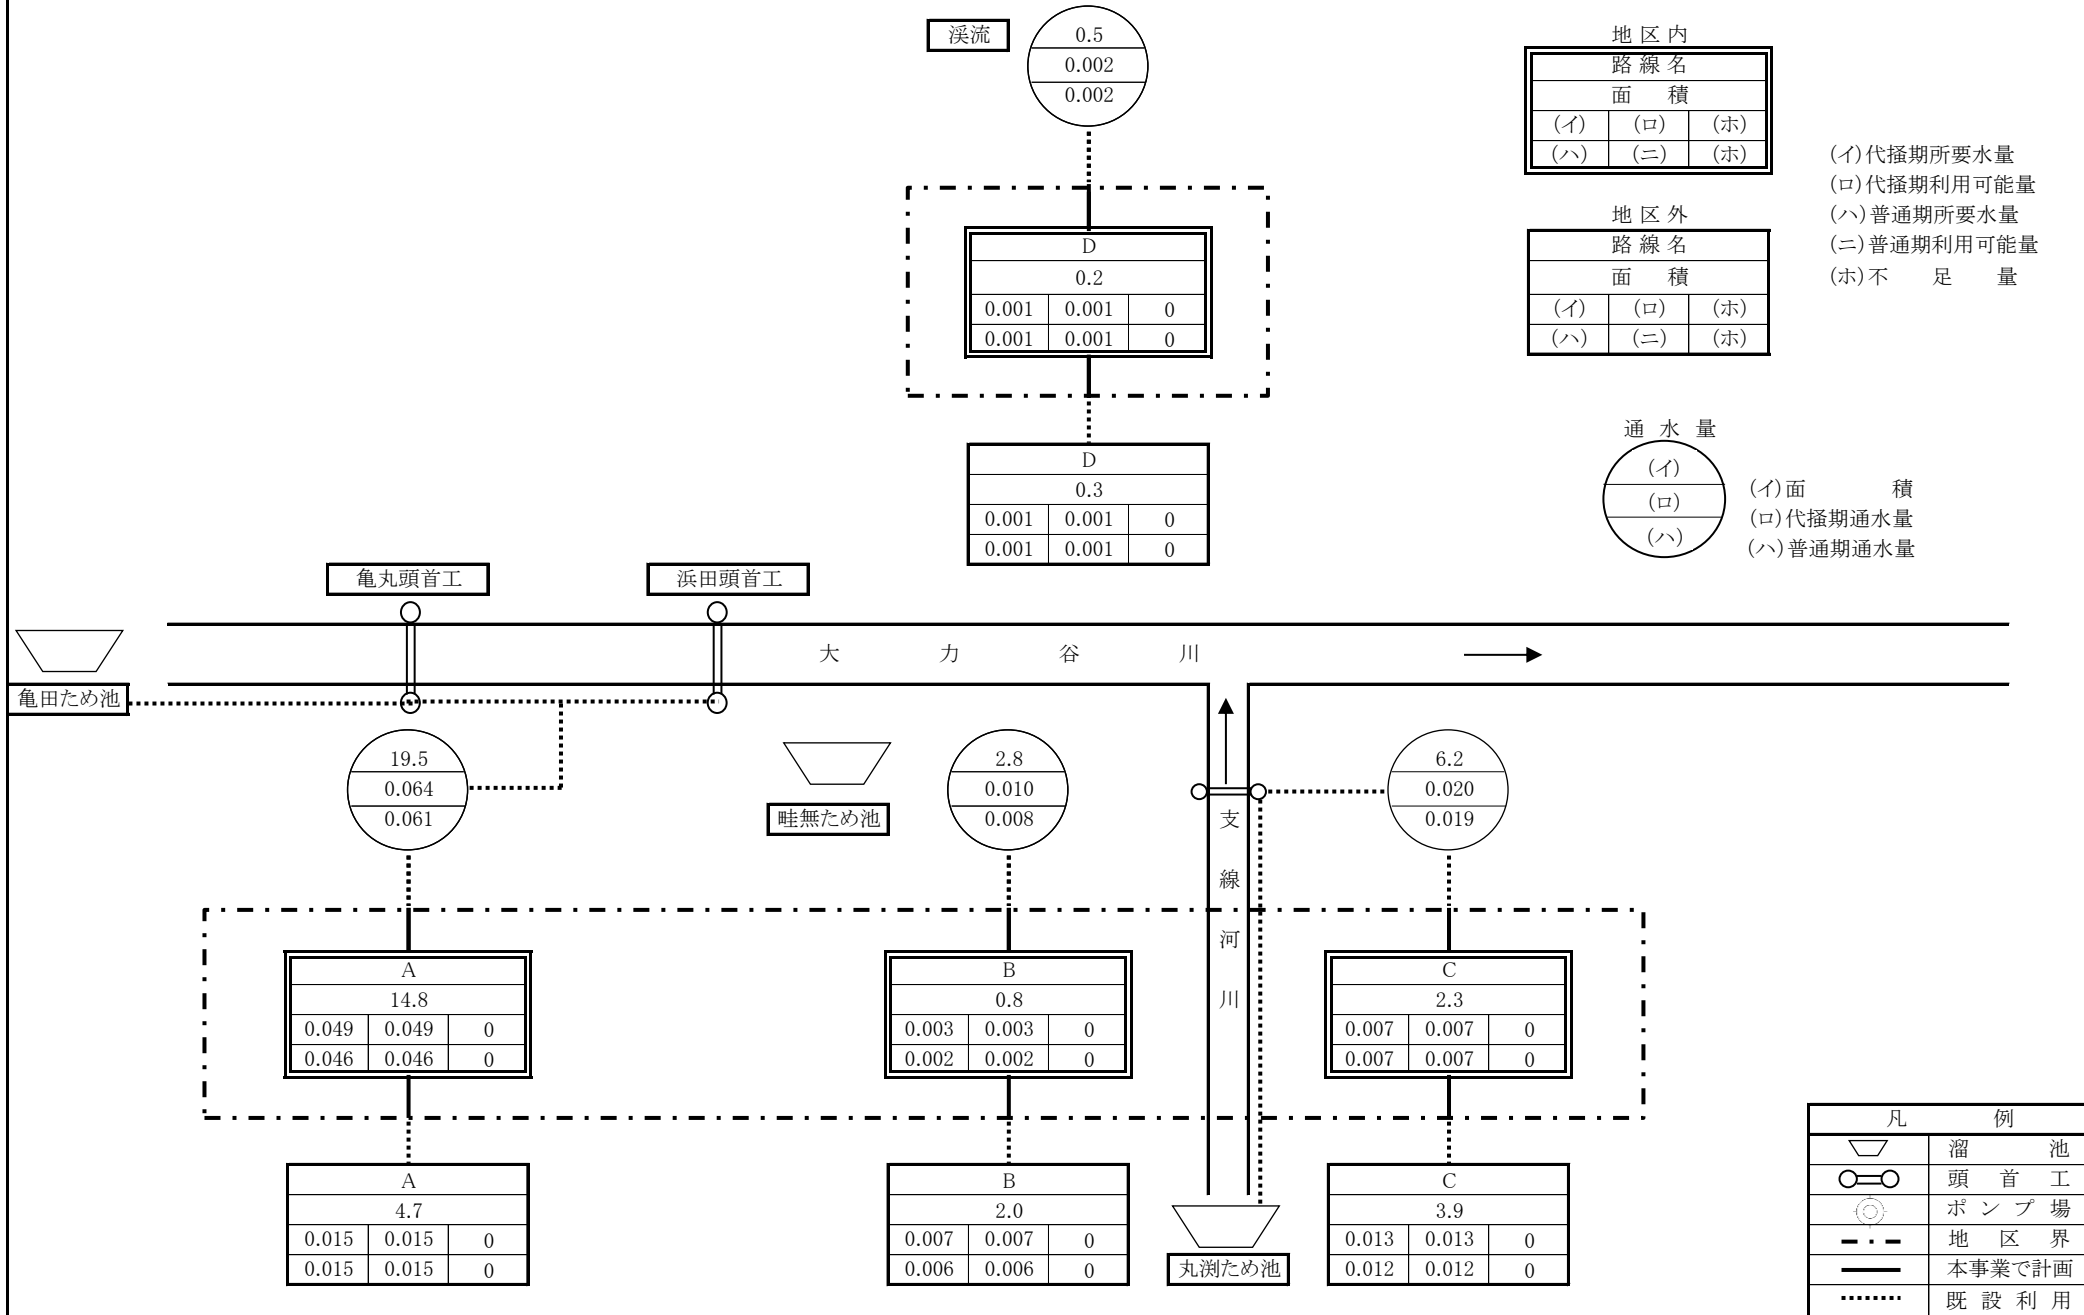 渓流
0.5
0.002
0.002
地区内
路線名
面　積
(イ) (ロ) (ホ)
(ハ) (ニ) (ホ)
(イ)代掻期所要水量
(ロ)代掻期利用可能量
(ハ)普通期所要水量
(ニ)普通期利用可能量
(ホ)不　足　量
地区外
路線名
面　積
(イ) (ロ) (ホ)
(ハ) (ニ) (ホ)
D
0.2
0.001 0.001 0
0.001 0.001 0
D
0.3
0.001 0.001 0
0.001 0.001 0
通水量
(イ)
(ロ)
(ハ)
(イ)面　　　積
(ロ)代掻期通水量
(ハ)普通期通水量
亀丸頭首工
浜田頭首工
大力谷川
亀田ため池
19.5
0.064
0.061
畦無ため池
2.8
0.010
0.008
支線河川
6.2
0.020
0.019
A
14.8
0.049 0.049 0
0.046 0.046 0
B
0.8
0.003 0.003 0
0.002 0.002 0
C
2.3
0.007 0.007 0
0.007 0.007 0
A
4.7
0.015 0.015 0
0.015 0.015 0
B
2.0
0.007 0.007 0
0.006 0.006 0
丸渕ため池
C
3.9
0.013 0.013 0
0.012 0.012 0
凡　例
溜　池
頭首工
ポンプ場
地区界
本事業で計画
既設利用